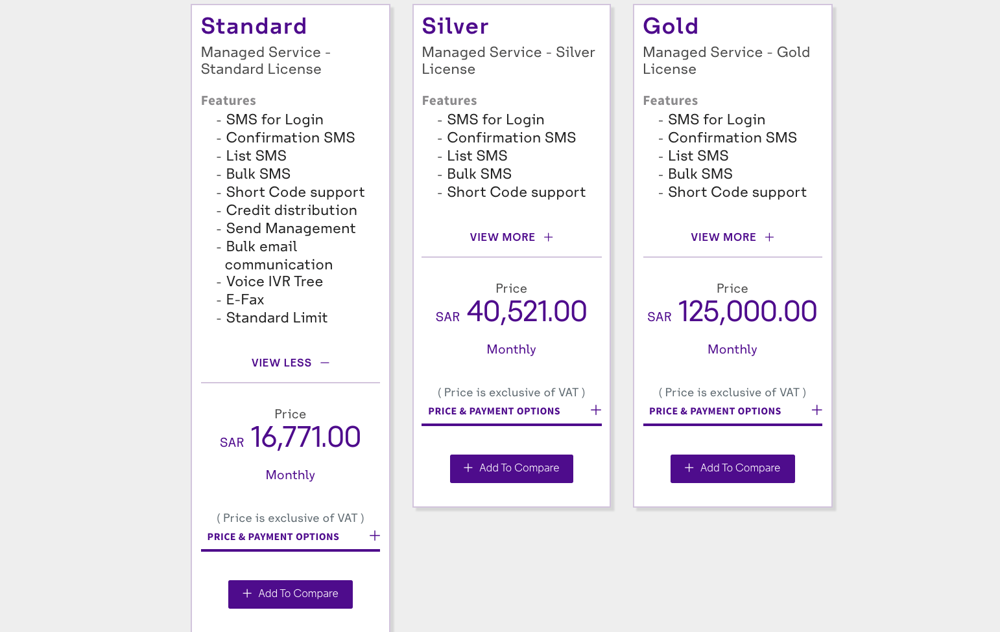 Standard
Managed Service -
Standard License
Features
- SMS for Login
- Confirmation SMS
- List SMS
- Bulk SMS
- Short Code support
- Credit distribution
- Send Management
- Bulk email
communication
- Voice IVR Tree
- E-Fax
- Standard Limit
VIEW LESS −
Price
SAR 16,771.00
Monthly
( Price is exclusive of VAT )
PRICE & PAYMENT OPTIONS +
+ Add To Compare
Silver
Managed Service - Silver
License
Features
- SMS for Login
- Confirmation SMS
- List SMS
- Bulk SMS
- Short Code support
VIEW MORE +
Price
SAR 40,521.00
Monthly
( Price is exclusive of VAT )
PRICE & PAYMENT OPTIONS +
+ Add To Compare
Gold
Managed Service - Gold
License
Features
- SMS for Login
- Confirmation SMS
- List SMS
- Bulk SMS
- Short Code support
VIEW MORE +
Price
SAR 125,000.00
Monthly
( Price is exclusive of VAT )
PRICE & PAYMENT OPTIONS +
+ Add To Compare